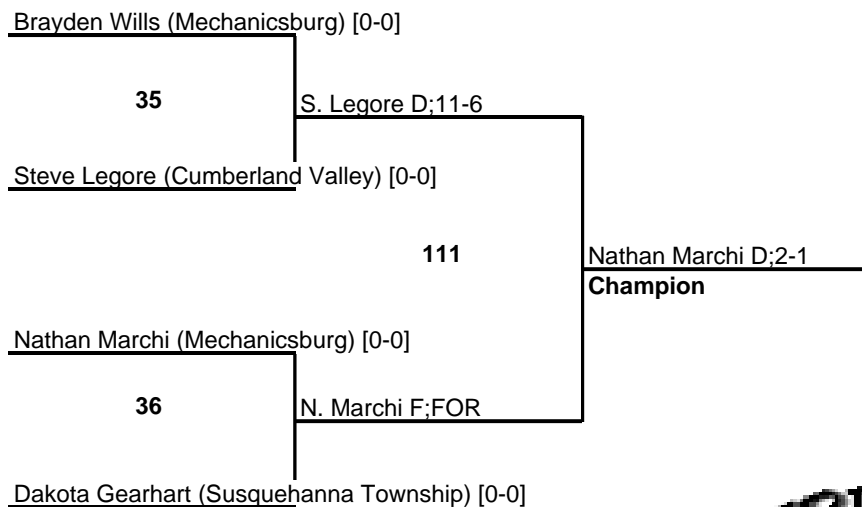 Brayden Wills (Mechanicsburg) [0-0]
35
S. Legore D;11-6
Steve Legore (Cumberland Valley) [0-0]
111
Nathan Marchi D;2-1
Champion
Nathan Marchi (Mechanicsburg) [0-0]
36
N. Marchi F;FOR
Dakota Gearhart (Susquehanna Township) [0-0]